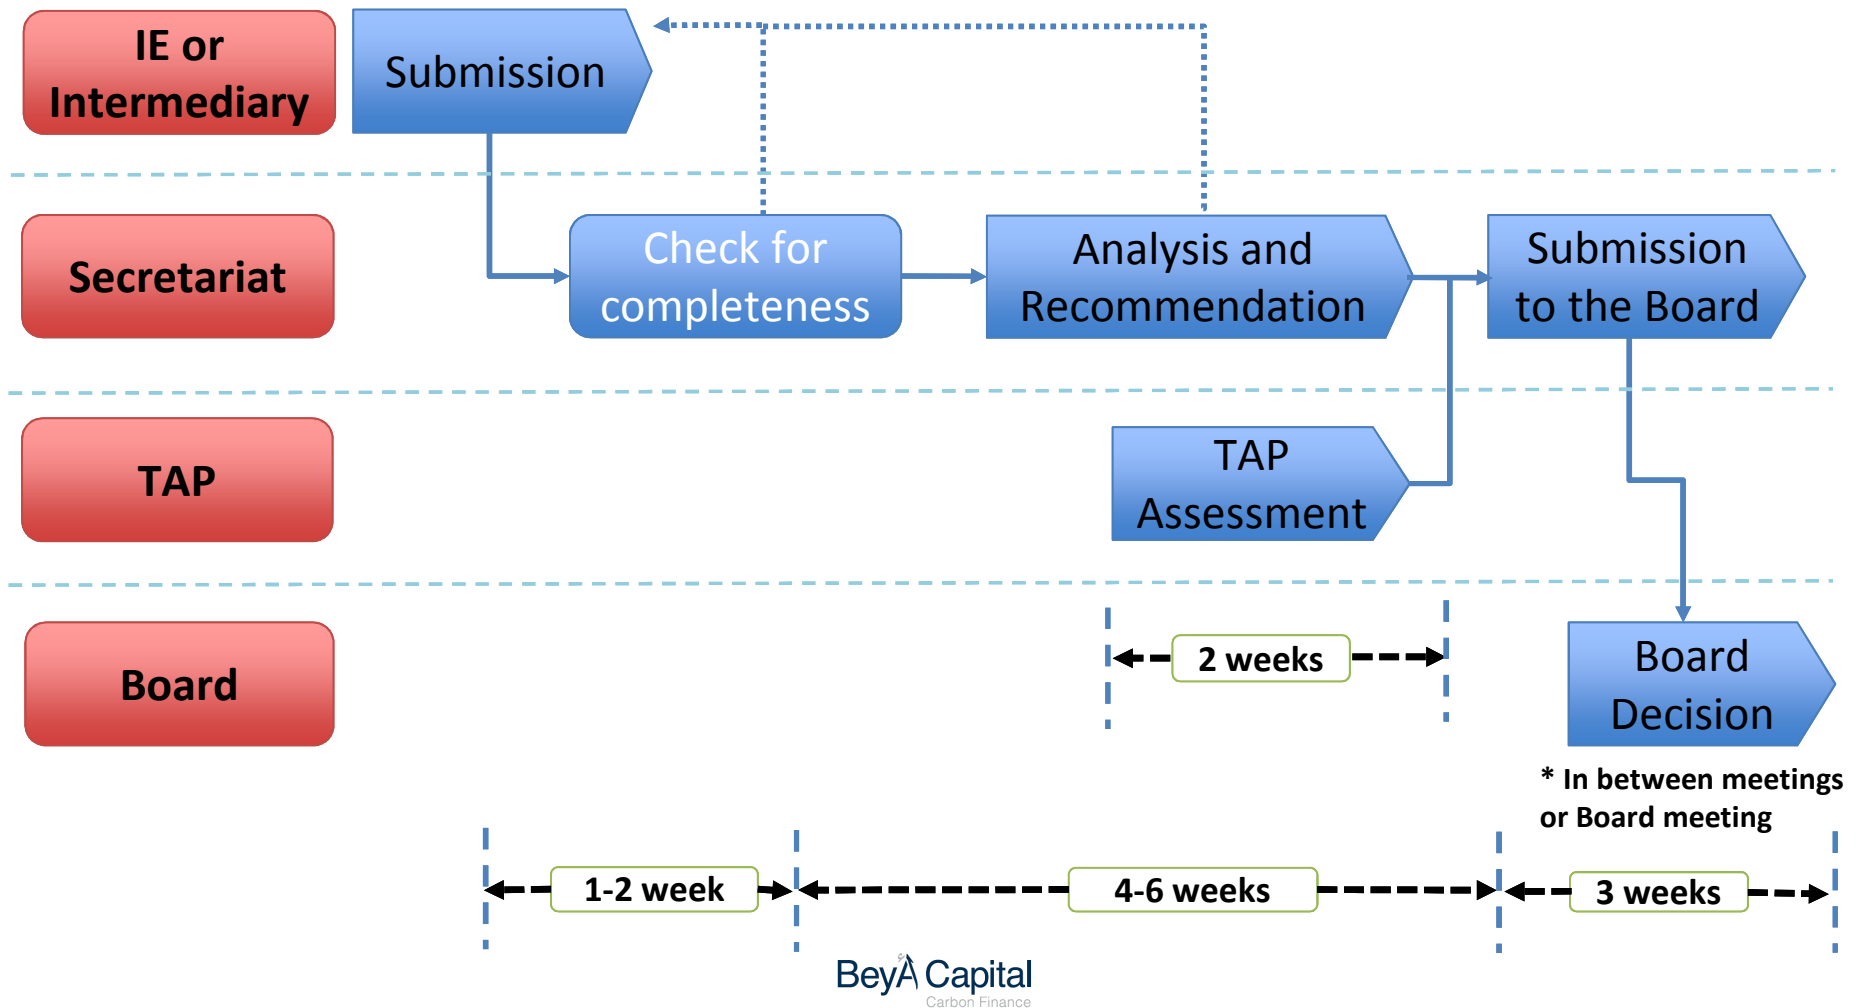 IE or
Intermediary
Submission
Secretariat
Check for
completeness
Analysis and
Recommendation
Submission
to the Board
TAP
TAP
Assessment
Board
2 weeks
Board
Decision
* In between meetings
or Board meeting
1-2 week
4-6 weeks
3 weeks
BeyA Capital
Carbon Finance